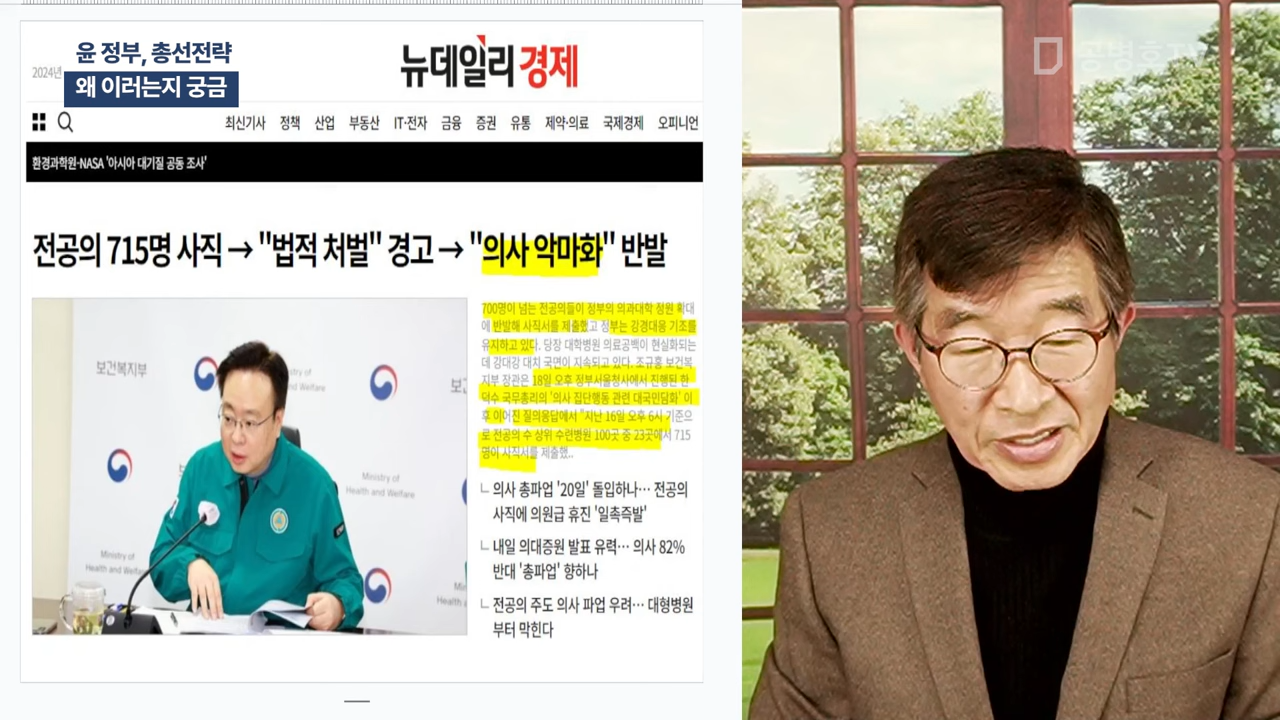 윤 정부, 총선전략
왜 이러는지 궁금
2024년
뉴데일리 경제
최신기사 정책 산업 부동산 IT·전자 금융 증권 유통 제약·의료 국제경제 오피니언
환경과학원-NASA '아시아 대기질 공동 조사'
전공의 715명 사직 → "법적 처벌" 경고 → "의사 악마화" 반발
700명이 넘는 전공의들이 정부의 의과대학 정원 확대
에 반발해 사직서를 제출했고 정부는 강경대응 기조를
유지하고 있다. 당장 대학병원 의료공백이 현실화되는
데 강대강 대치 국면이 지속되고 있다. 조규홍 보건복
지부 장관은 18일 오후 정부서울청사에서 진행된 한
덕수 국무총리의 '의사 집단행동 관련 대국민담화' 이
후 이어진 질의응답에서 "지난 16일 오후 6시 기준으
로 전공의 수 상위 수련병원 100곳 중 23곳에서 715
명이 사직서를 제출했..
ㄴ 의사 총파업 '20일' 돌입하나… 전공의
사직에 의원급 휴진 '일촉즉발'
ㄴ 내일 의대증원 발표 유력… 의사 82%
반대 '총파업' 향하나
ㄴ 전공의 주도 의사 파업 우려… 대형병원
부터 막힌다
보건복지부
Ministry of
Health and Welfare
Ministry of
Health and Welfare
공병호TV